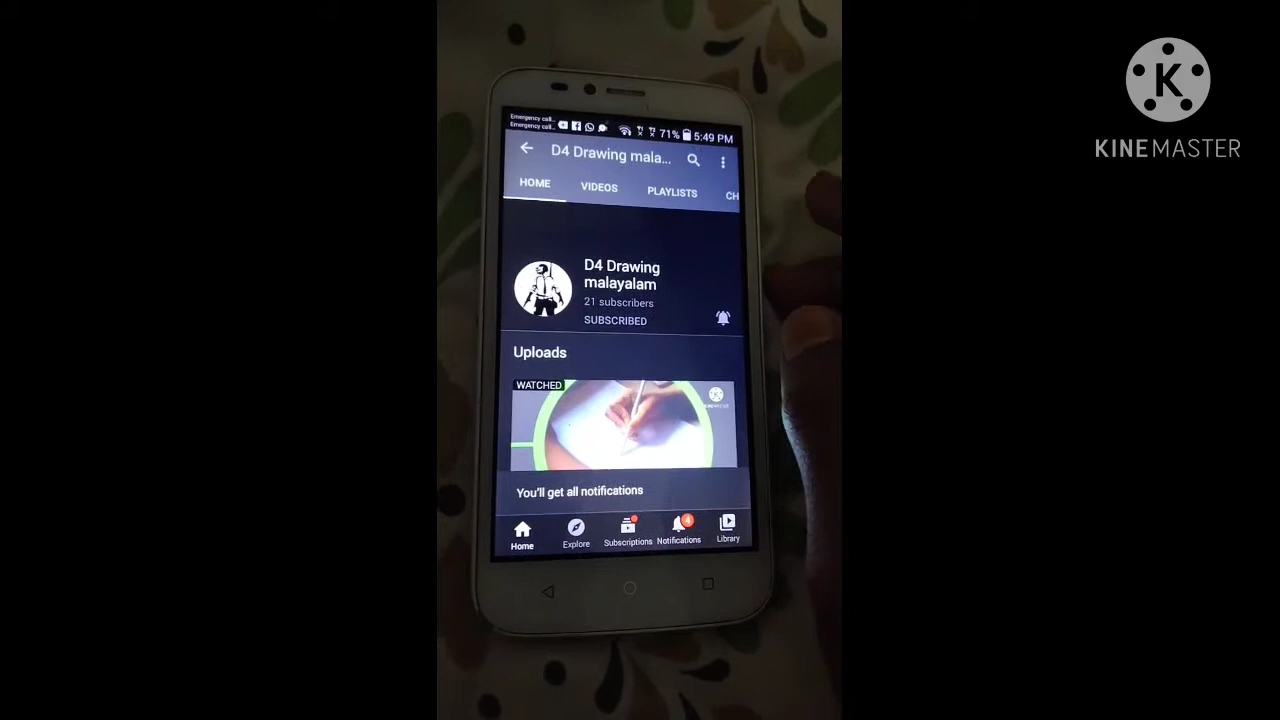 KINEMASTER
Emergency call..
Emergency call..
71% 5:49 PM
D4 Drawing mala...
HOME VIDEOS PLAYLISTS CH
D4 Drawing
malayalam
21 subscribers
SUBSCRIBED
Uploads
WATCHED
You'll get all notifications
4
Home Explore Subscriptions Notifications Library